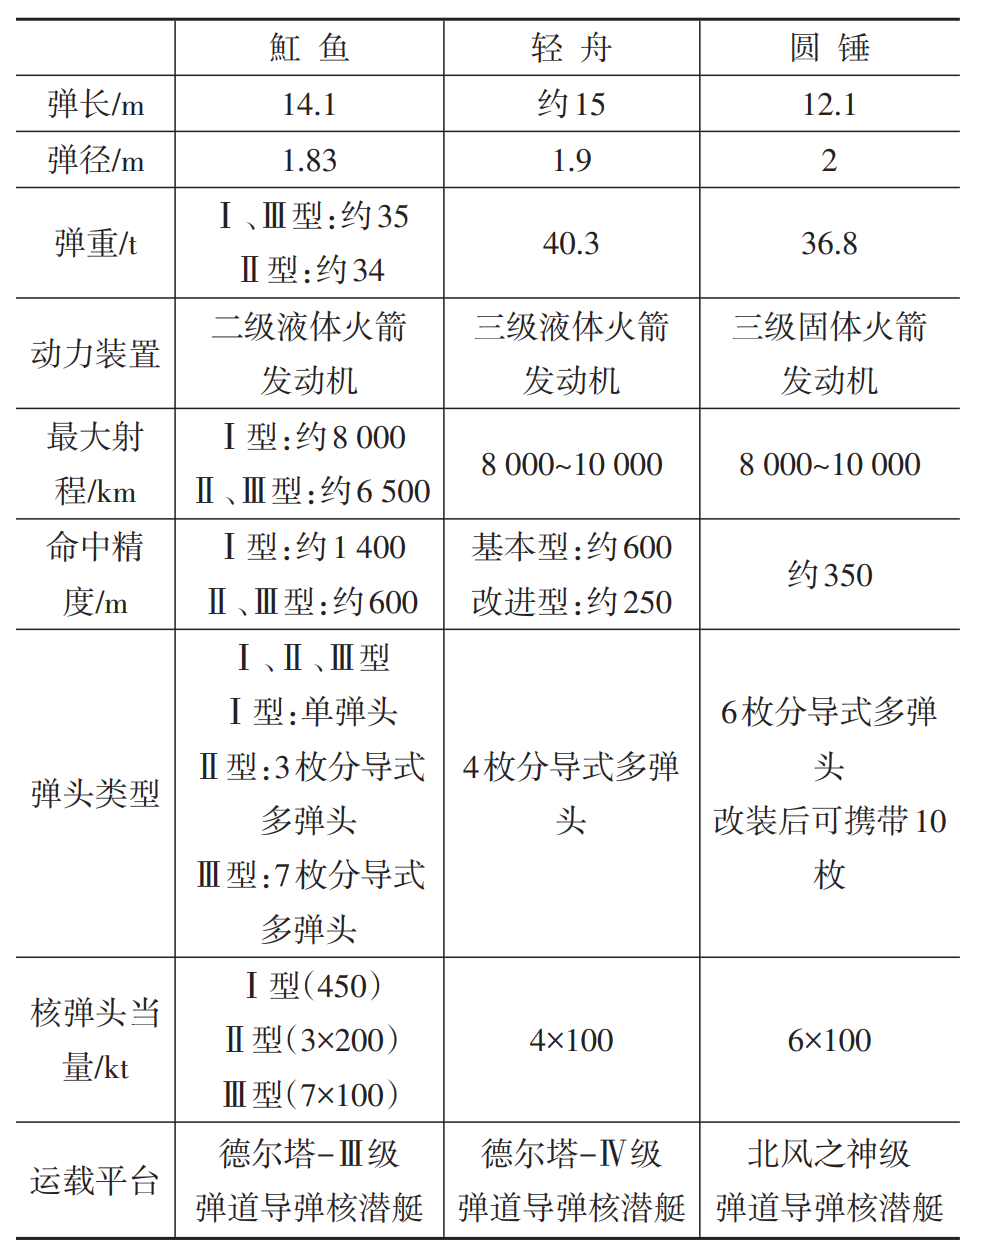 魟 鱼 轻 舟 圆 锤
弹长/m 14.1 约15 12.1
弹径/m 1.83 1.9 2
弹重/t
Ⅰ、Ⅲ型:约35
Ⅱ型:约34
40.3
36.8
动力装置
二级液体火箭
发动机
三级液体火箭
发动机
三级固体火箭
发动机
最大射
程/km
Ⅰ型:约8 000
Ⅱ、Ⅲ型:约6 500
8 000~10 000
8 000~10 000
命中精
度/m
Ⅰ型:约1 400
Ⅱ、Ⅲ型:约600
基本型:约600
改进型:约250
约350
弹头类型
Ⅰ、Ⅱ、Ⅲ型
Ⅰ型:单弹头
Ⅱ型:3枚分导式
多弹头
Ⅲ型:7枚分导式
多弹头
4枚分导式多弹
头
6枚分导式多弹
头
改装后可携带10
枚
核弹头当
量/kt
Ⅰ型(450)
Ⅱ型(3×200)
Ⅲ型(7×100)
4×100
6×100
运载平台
德尔塔-Ⅲ级
弹道导弹核潜艇
德尔塔-Ⅳ级
弹道导弹核潜艇
北风之神级
弹道导弹核潜艇